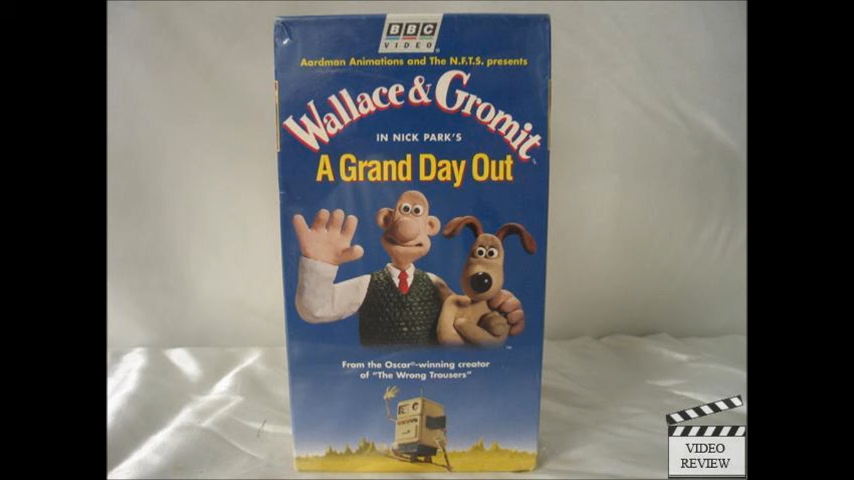 BBC
VIDEO
Aardman Animations and The N.F.T.S. presents
Wallace & Gromit
IN NICK PARK'S
A Grand Day Out
From the Oscar®-winning creator
of "The Wrong Trousers"
VIDEO
REVIEW